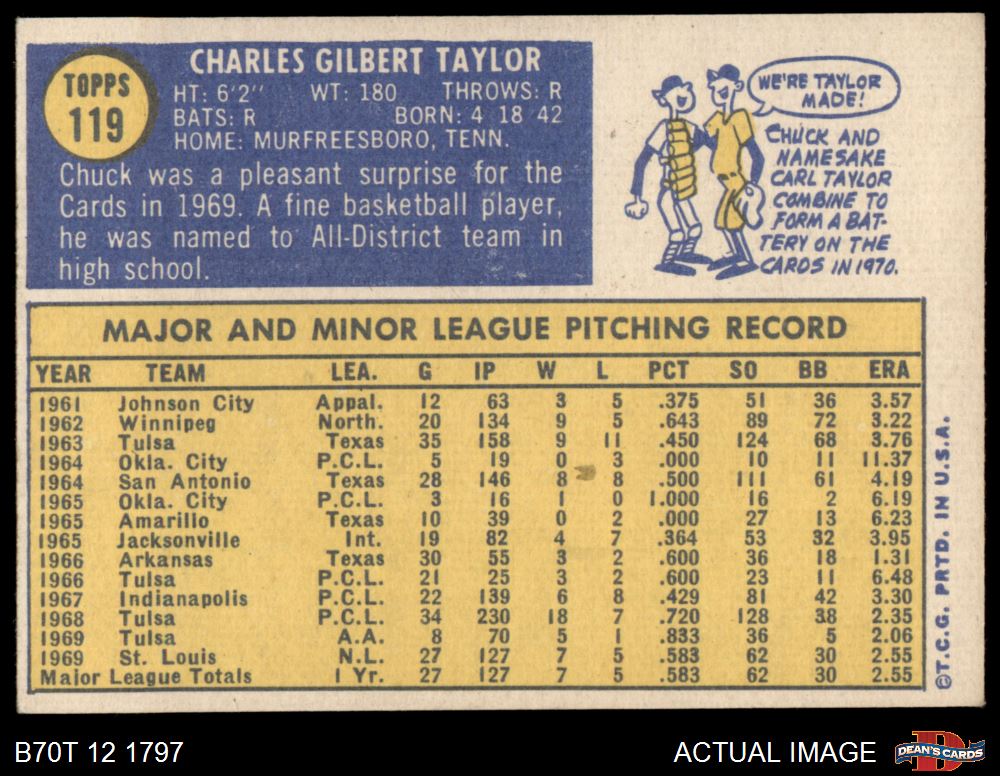 TOPPS
119
CHARLES GILBERT TAYLOR
HT: 6'2'' WT: 180 THROWS: R
BATS: R BORN: 4 18 42
HOME: MURFREESBORO, TENN.
Chuck was a pleasant surprise for the
Cards in 1969. A fine basketball player,
he was named to All-District team in
high school.
WE'RE TAYLOR
MADE!
CHUCK AND
NAMESAKE
CARL TAYLOR
COMBINE TO
FORM A BAT-
TERY ON THE
CARDS IN 1970.
MAJOR AND MINOR LEAGUE PITCHING RECORD
YEAR TEAM LEA. G IP W L PCT SO BB ERA
1961 Johnson City Appal. 12 63 3 5 .375 51 36 3.57
1962 Winnipeg North. 20 134 9 5 .643 89 72 3.22
1963 Tulsa Texas 35 158 9 11 .450 124 68 3.76
1964 Okla. City P.C.L. 5 19 0 3 .000 10 11 11.37
1964 San Antonio Texas 28 146 8 8 .500 111 61 4.19
1965 Okla. City P.C.L. 3 16 1 0 1.000 16 2 6.19
1965 Amarillo Texas 10 39 0 2 .000 27 13 6.23
1965 Jacksonville Int. 19 82 4 7 .364 53 32 3.95
1966 Arkansas Texas 30 55 3 2 .600 36 18 1.31
1966 Tulsa P.C.L. 21 25 3 2 .600 23 11 6.48
1967 Indianapolis P.C.L. 22 139 6 8 .429 81 42 3.30
1968 Tulsa P.C.L. 34 230 18 7 .720 128 38 2.35
1969 Tulsa A.A. 8 70 5 1 .833 36 5 2.06
1969 St. Louis N.L. 27 127 7 5 .583 62 30 2.55
Major League Totals 1 Yr. 27 127 7 5 .583 62 30 2.55
©T.C.G. PRTD. IN U.S.A.
B70T 12 1797
ACTUAL IMAGE
D
DEAN'S CARDS